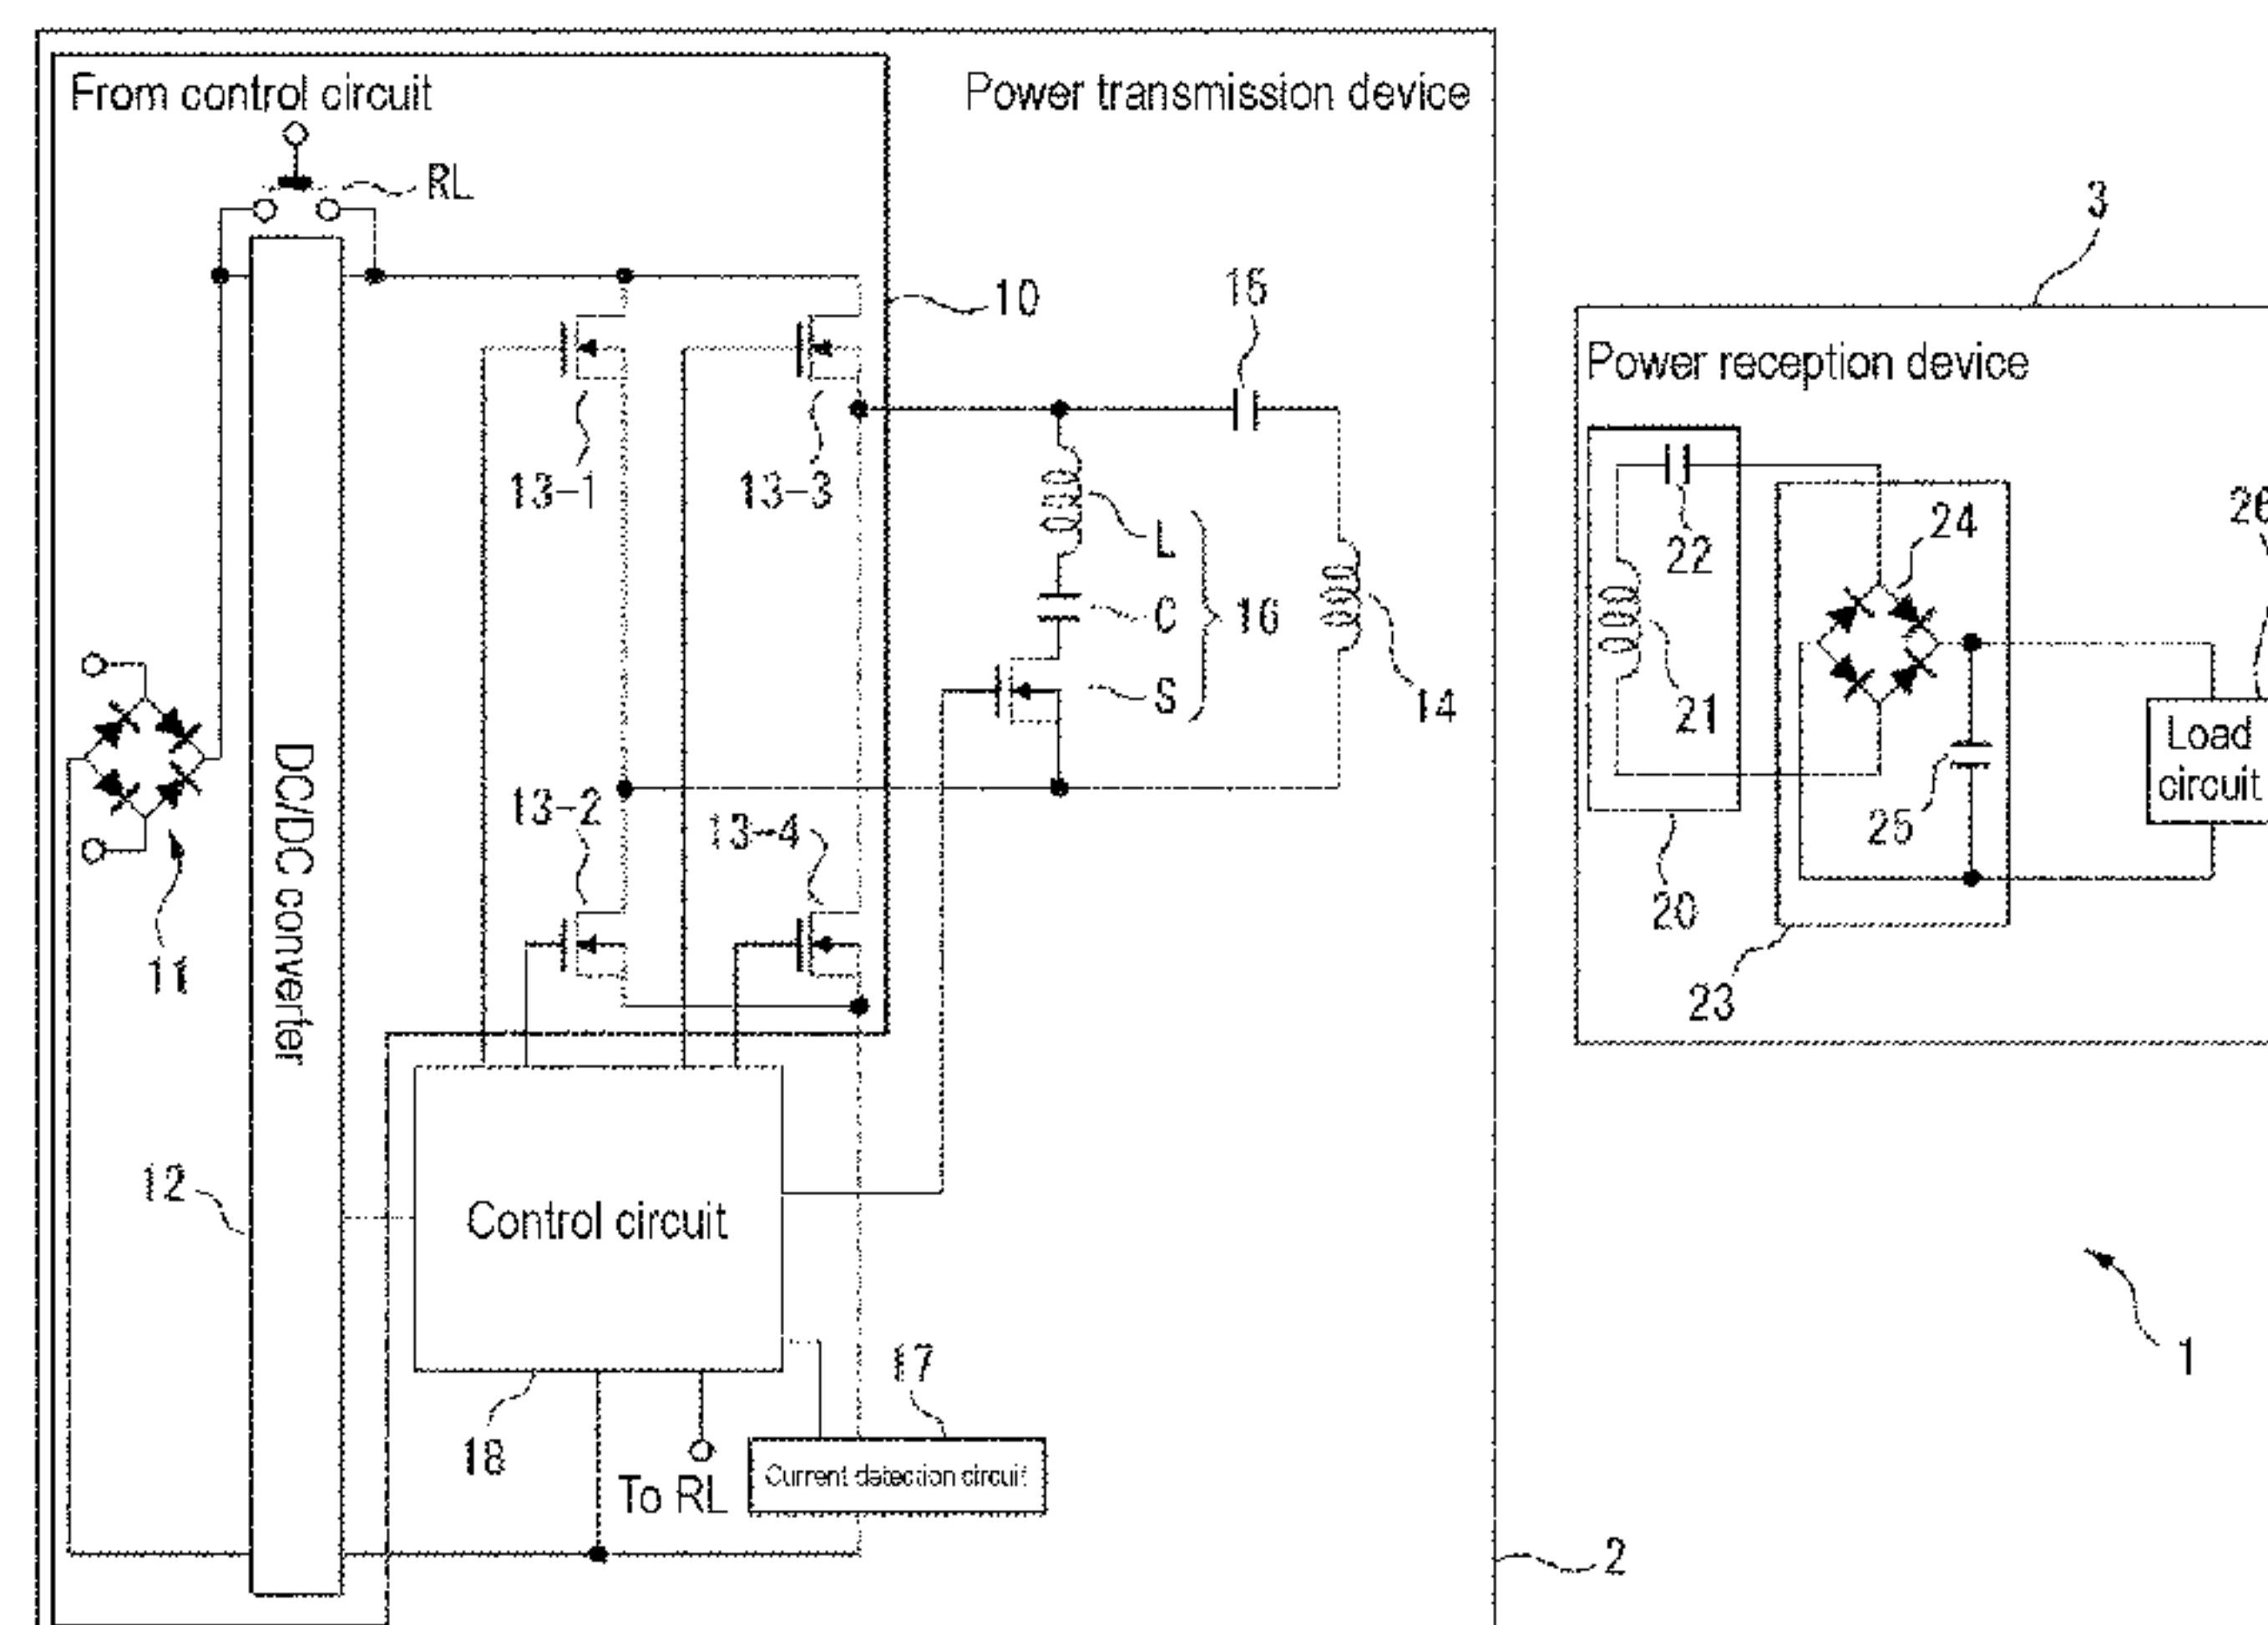 From control circuit
Power transmission device
RL
3
10
15
Power reception device
13-1
13-3
L
24
26
22
C
16
S
14
21
Load
circuit
DC/DC converter
13-2
13-4
25
11
20
23
12
Control circuit
17
1
18
To RL
Current detection circuit
2